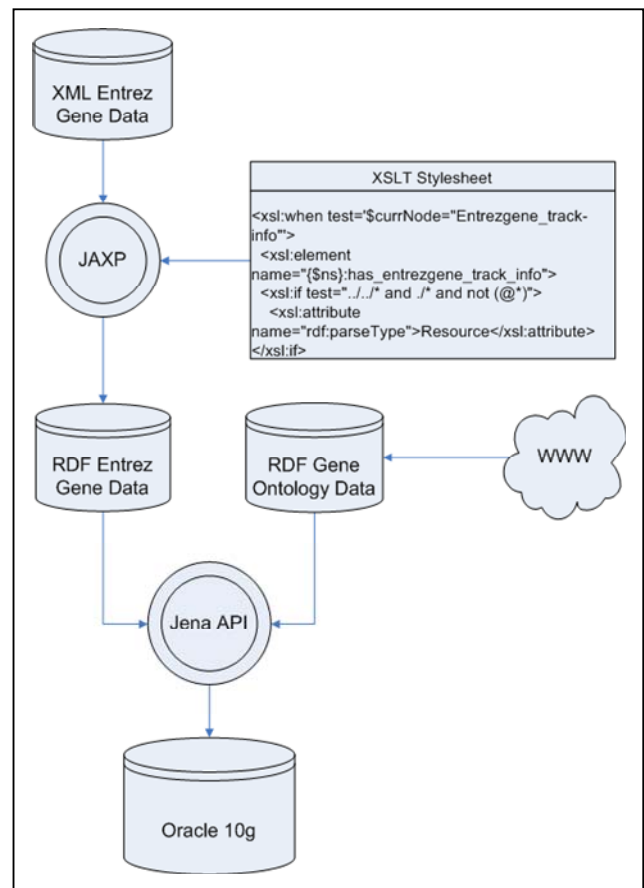 XML Entrez
Gene Data
XSLT Stylesheet
<xsl:when test='$currNode="Entrezgene_track-
info"'>
<xsl:element
name="{$ns}:has_entrezgene_track_info">
<xsl:if test="../../* and ./* and not (@*)">
<xsl:attribute
name="rdf:parseType">Resource</xsl:attribute>
</xsl:if>
JAXP
RDF Entrez
Gene Data
RDF Gene
Ontology Data
WWW
Jena API
Oracle 10g